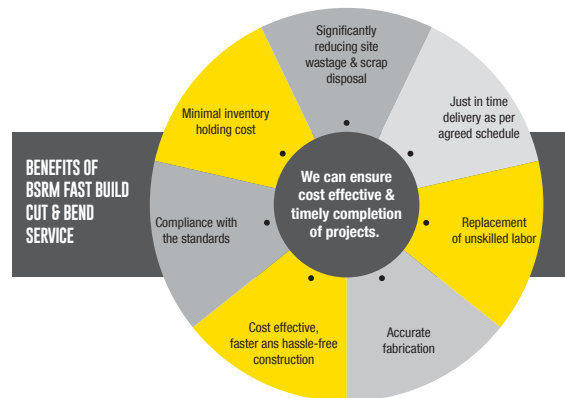 BENEFITS OF
BSRM FAST BUILD
CUT & BEND
SERVICE
Significantly
reducing site
wastage & scrap
disposal
Just in time
delivery as per
agreed schedule
Replacement
of unskilled labor
Accurate
fabrication
Cost effective,
faster ans hassle-free
construction
Compliance with
the standards
Minimal inventory
holding cost
We can ensure
cost effective &
timely completion
of projects.